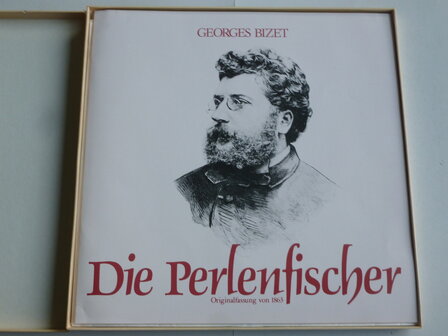 GEORGES BIZET
Die Perlenfischer
Originalfassung von 1863